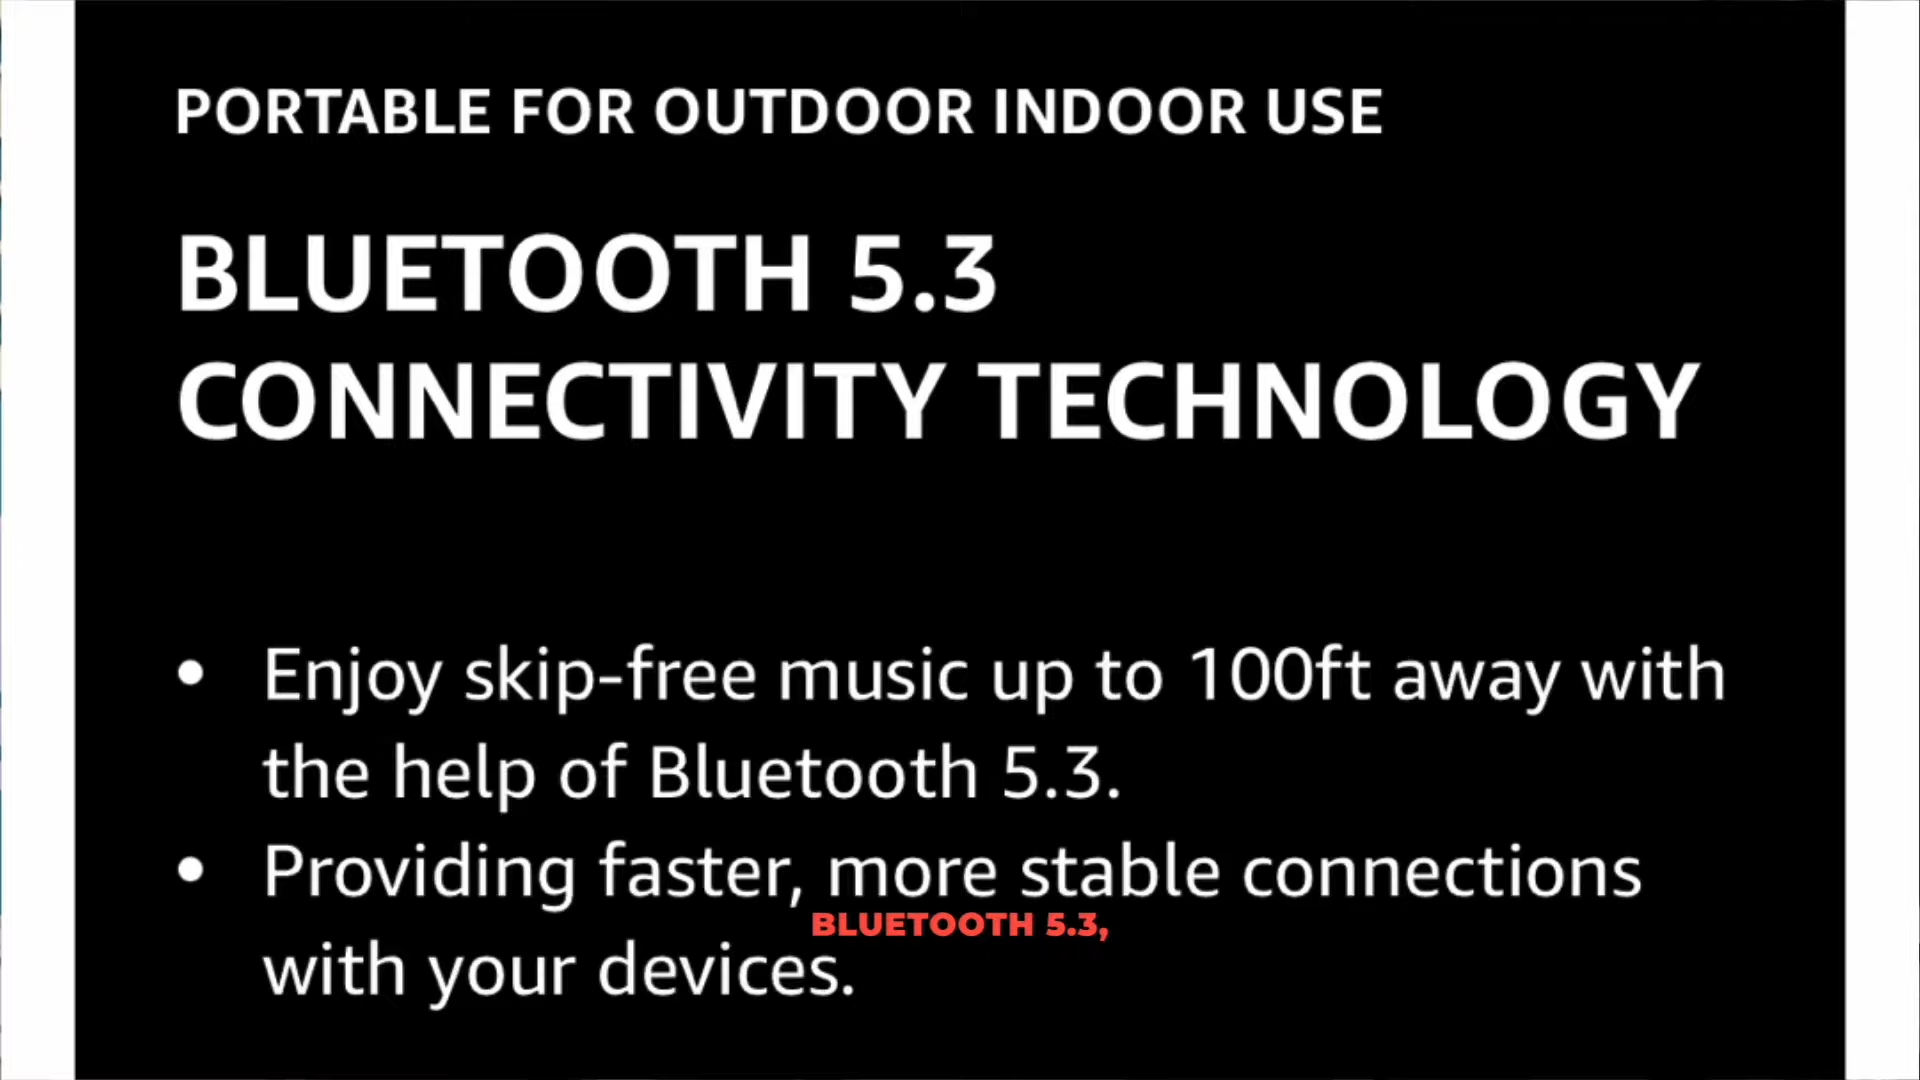 PORTABLE FOR OUTDOOR INDOOR USE
BLUETOOTH 5.3
CONNECTIVITY TECHNOLOGY
• Enjoy skip-free music up to 100ft away with
the help of Bluetooth 5.3.
• Providing faster, more stable connections
BLUETOOTH 5.3,
with your devices.